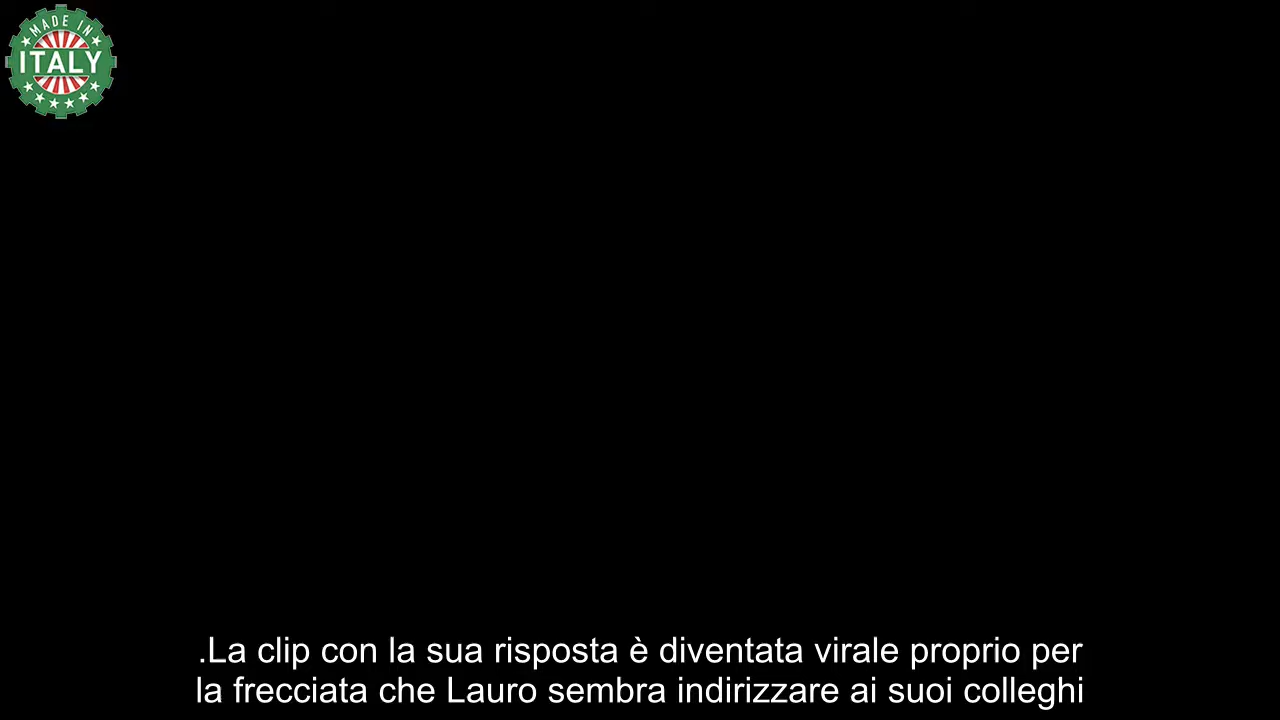 MADE IN
ITALY
.La clip con la sua risposta è diventata virale proprio per
la frecciata che Lauro sembra indirizzare ai suoi colleghi